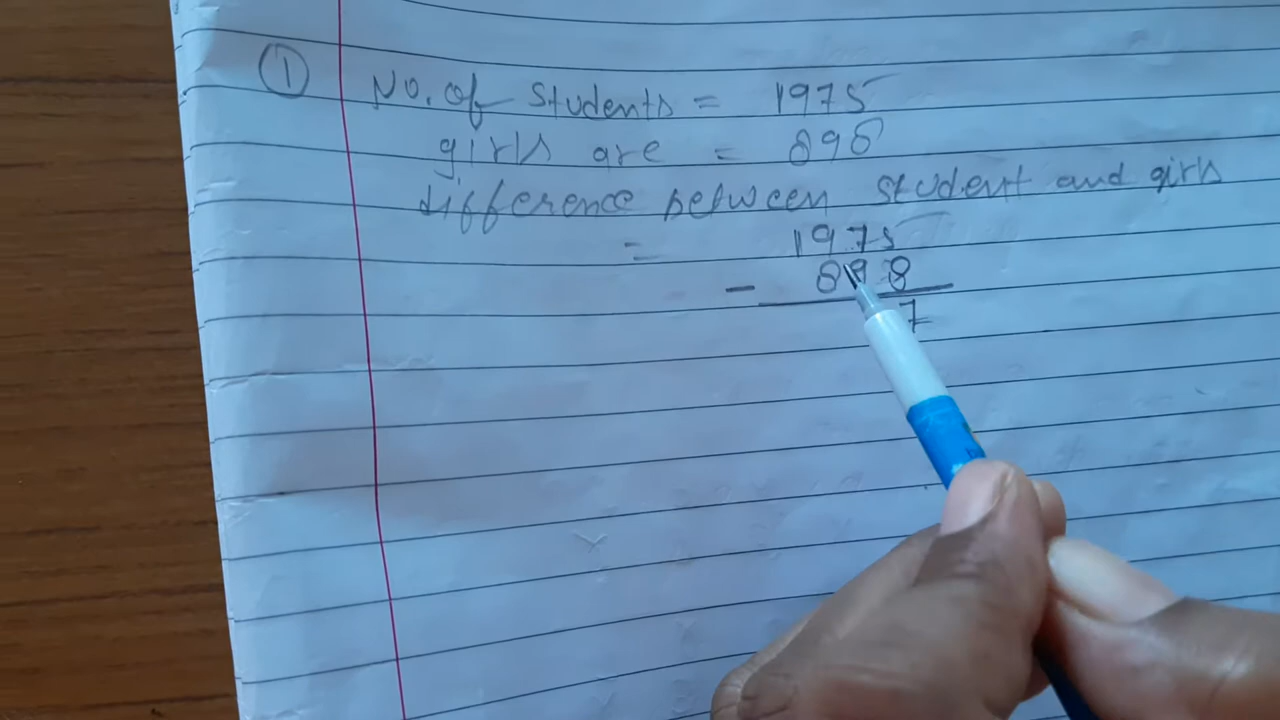 ① No. of Students = 1975
girls are = 898
difference between student and girls
= 1975
- 898
7